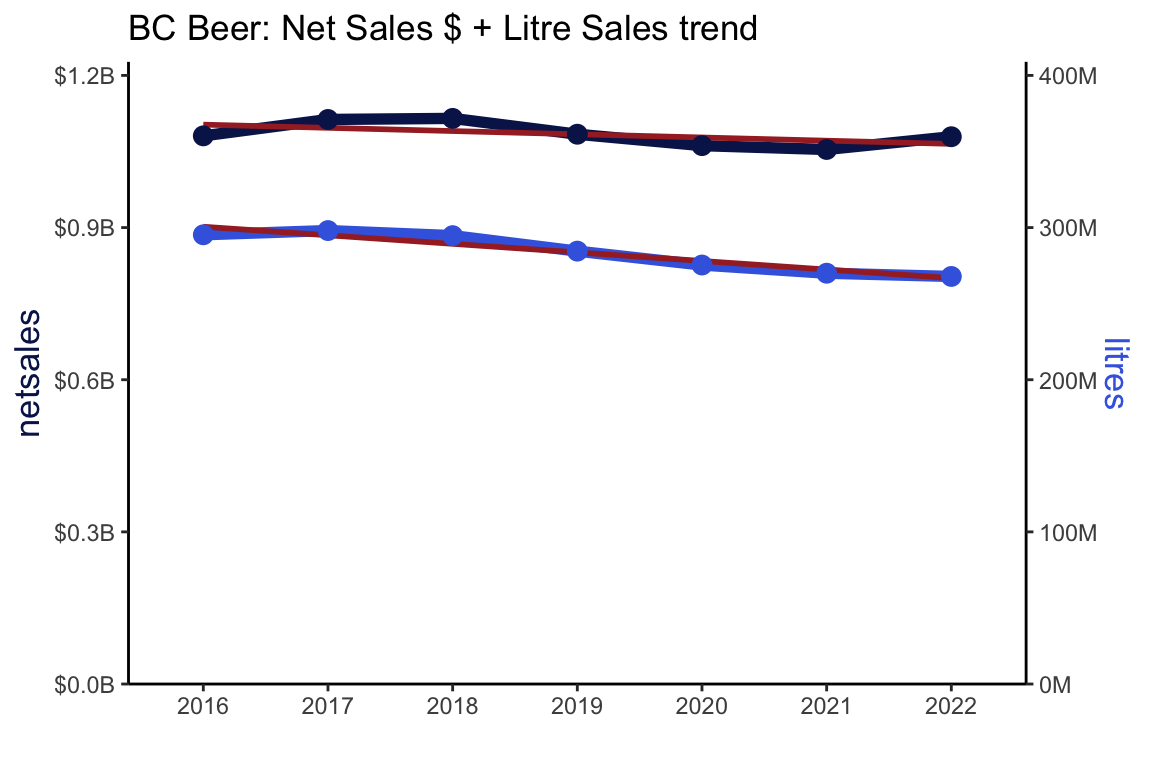 BC Beer: Net Sales $ + Litre Sales trend
netsales
$1.2B
$0.9B
$0.6B
$0.3B
$0.0B
400M
300M
200M
100M
0M
litres
2016 2017 2018 2019 2020 2021 2022